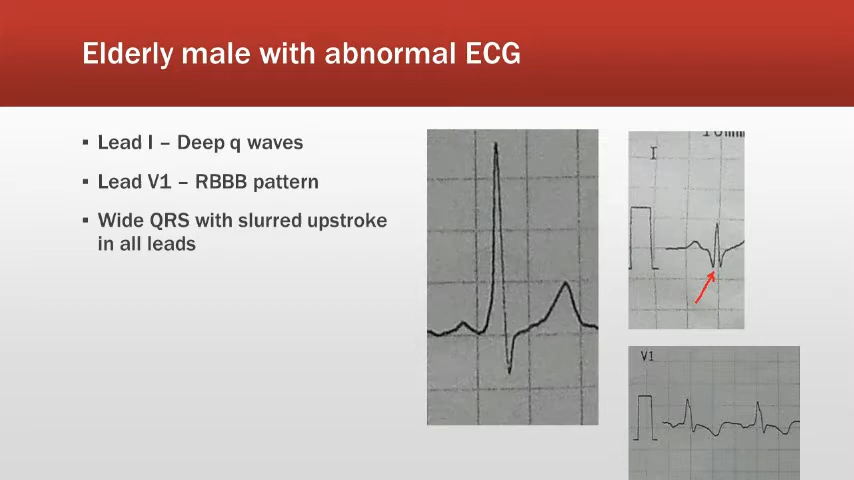 Elderly male with abnormal ECG
▪ Lead I – Deep q waves
▪ Lead V1 – RBBB pattern
▪ Wide QRS with slurred upstroke
in all leads
I
V1